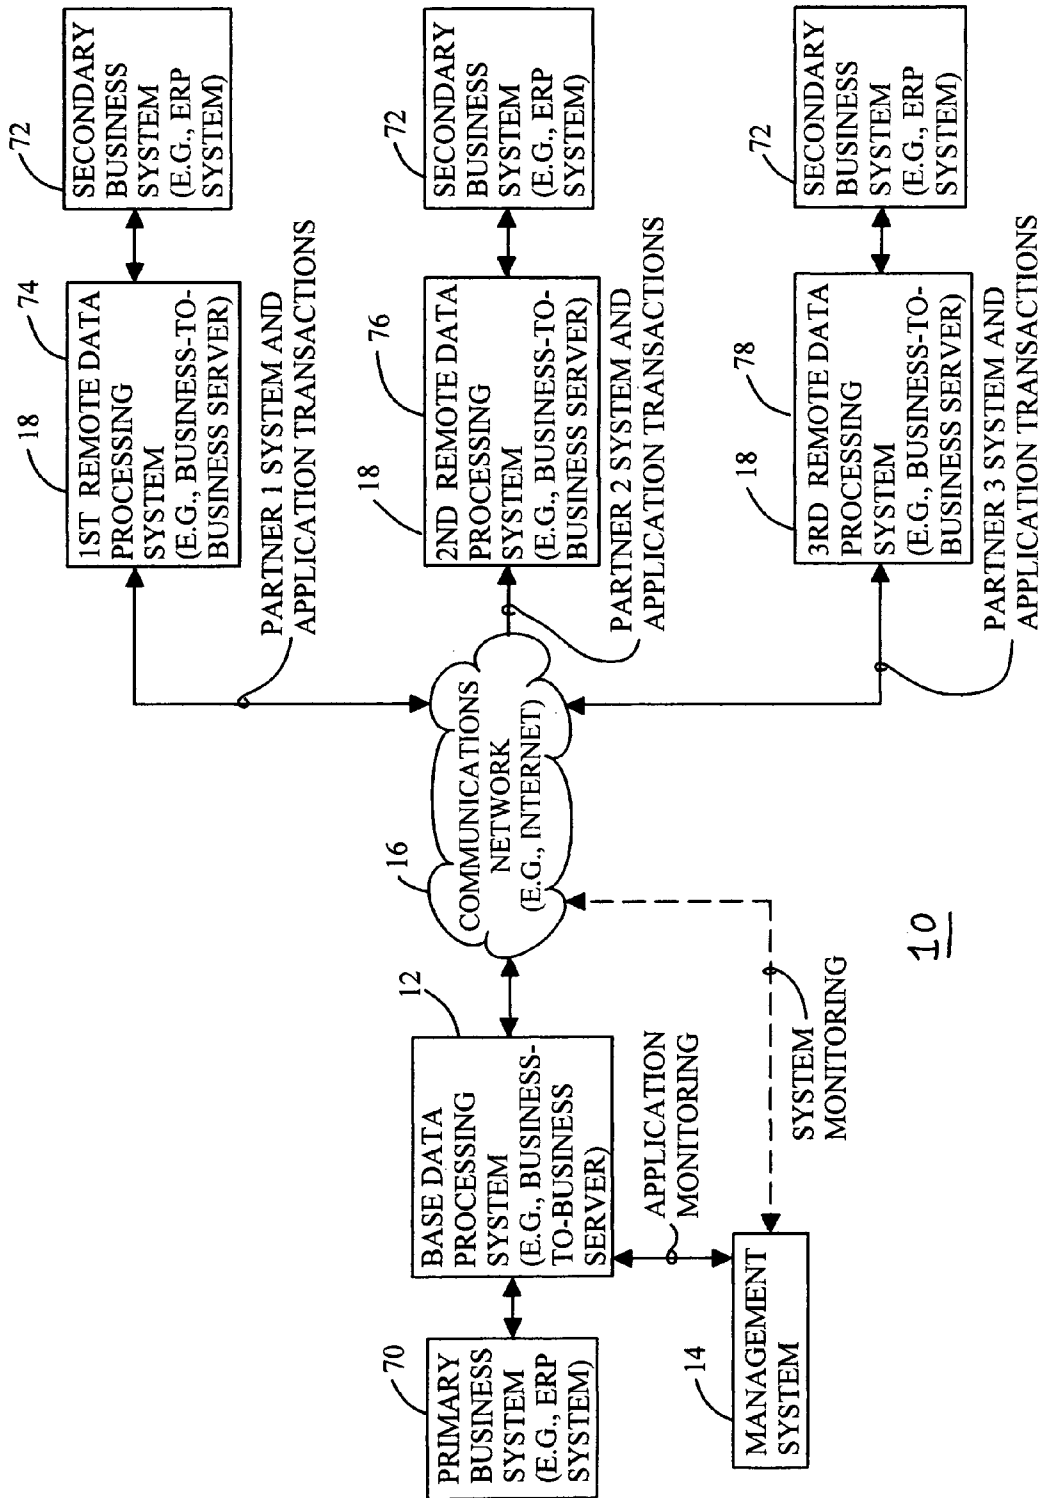 70
PRIMARY
BUSINESS
SYSTEM
(E.G., ERP
SYSTEM)
12
BASE DATA
PROCESSING
SYSTEM
(E.G., BUSINESS-
TO-BUSINESS
SERVER)
APPLICATION
MONITORING
14
MANAGEMENT
SYSTEM
SYSTEM
MONITORING
16
COMMUNICATIONS
NETWORK
(E.G., INTERNET)
18
74
1ST REMOTE DATA
PROCESSING
SYSTEM
(E.G., BUSINESS-TO-
BUSINESS SERVER)
PARTNER 1 SYSTEM AND
APPLICATION TRANSACTIONS
72
SECONDARY
BUSINESS
SYSTEM
(E.G., ERP
SYSTEM)
18
76
2ND REMOTE DATA
PROCESSING
SYSTEM
(E.G., BUSINESS-TO-
BUSINESS SERVER)
PARTNER 2 SYSTEM AND
APPLICATION TRANSACTIONS
72
SECONDARY
BUSINESS
SYSTEM
(E.G., ERP
SYSTEM)
18
78
3RD REMOTE DATA
PROCESSING
SYSTEM
(E.G., BUSINESS-TO-
BUSINESS SERVER)
PARTNER 3 SYSTEM AND
APPLICATION TRANSACTIONS
72
SECONDARY
BUSINESS
SYSTEM
(E.G., ERP
SYSTEM)
10